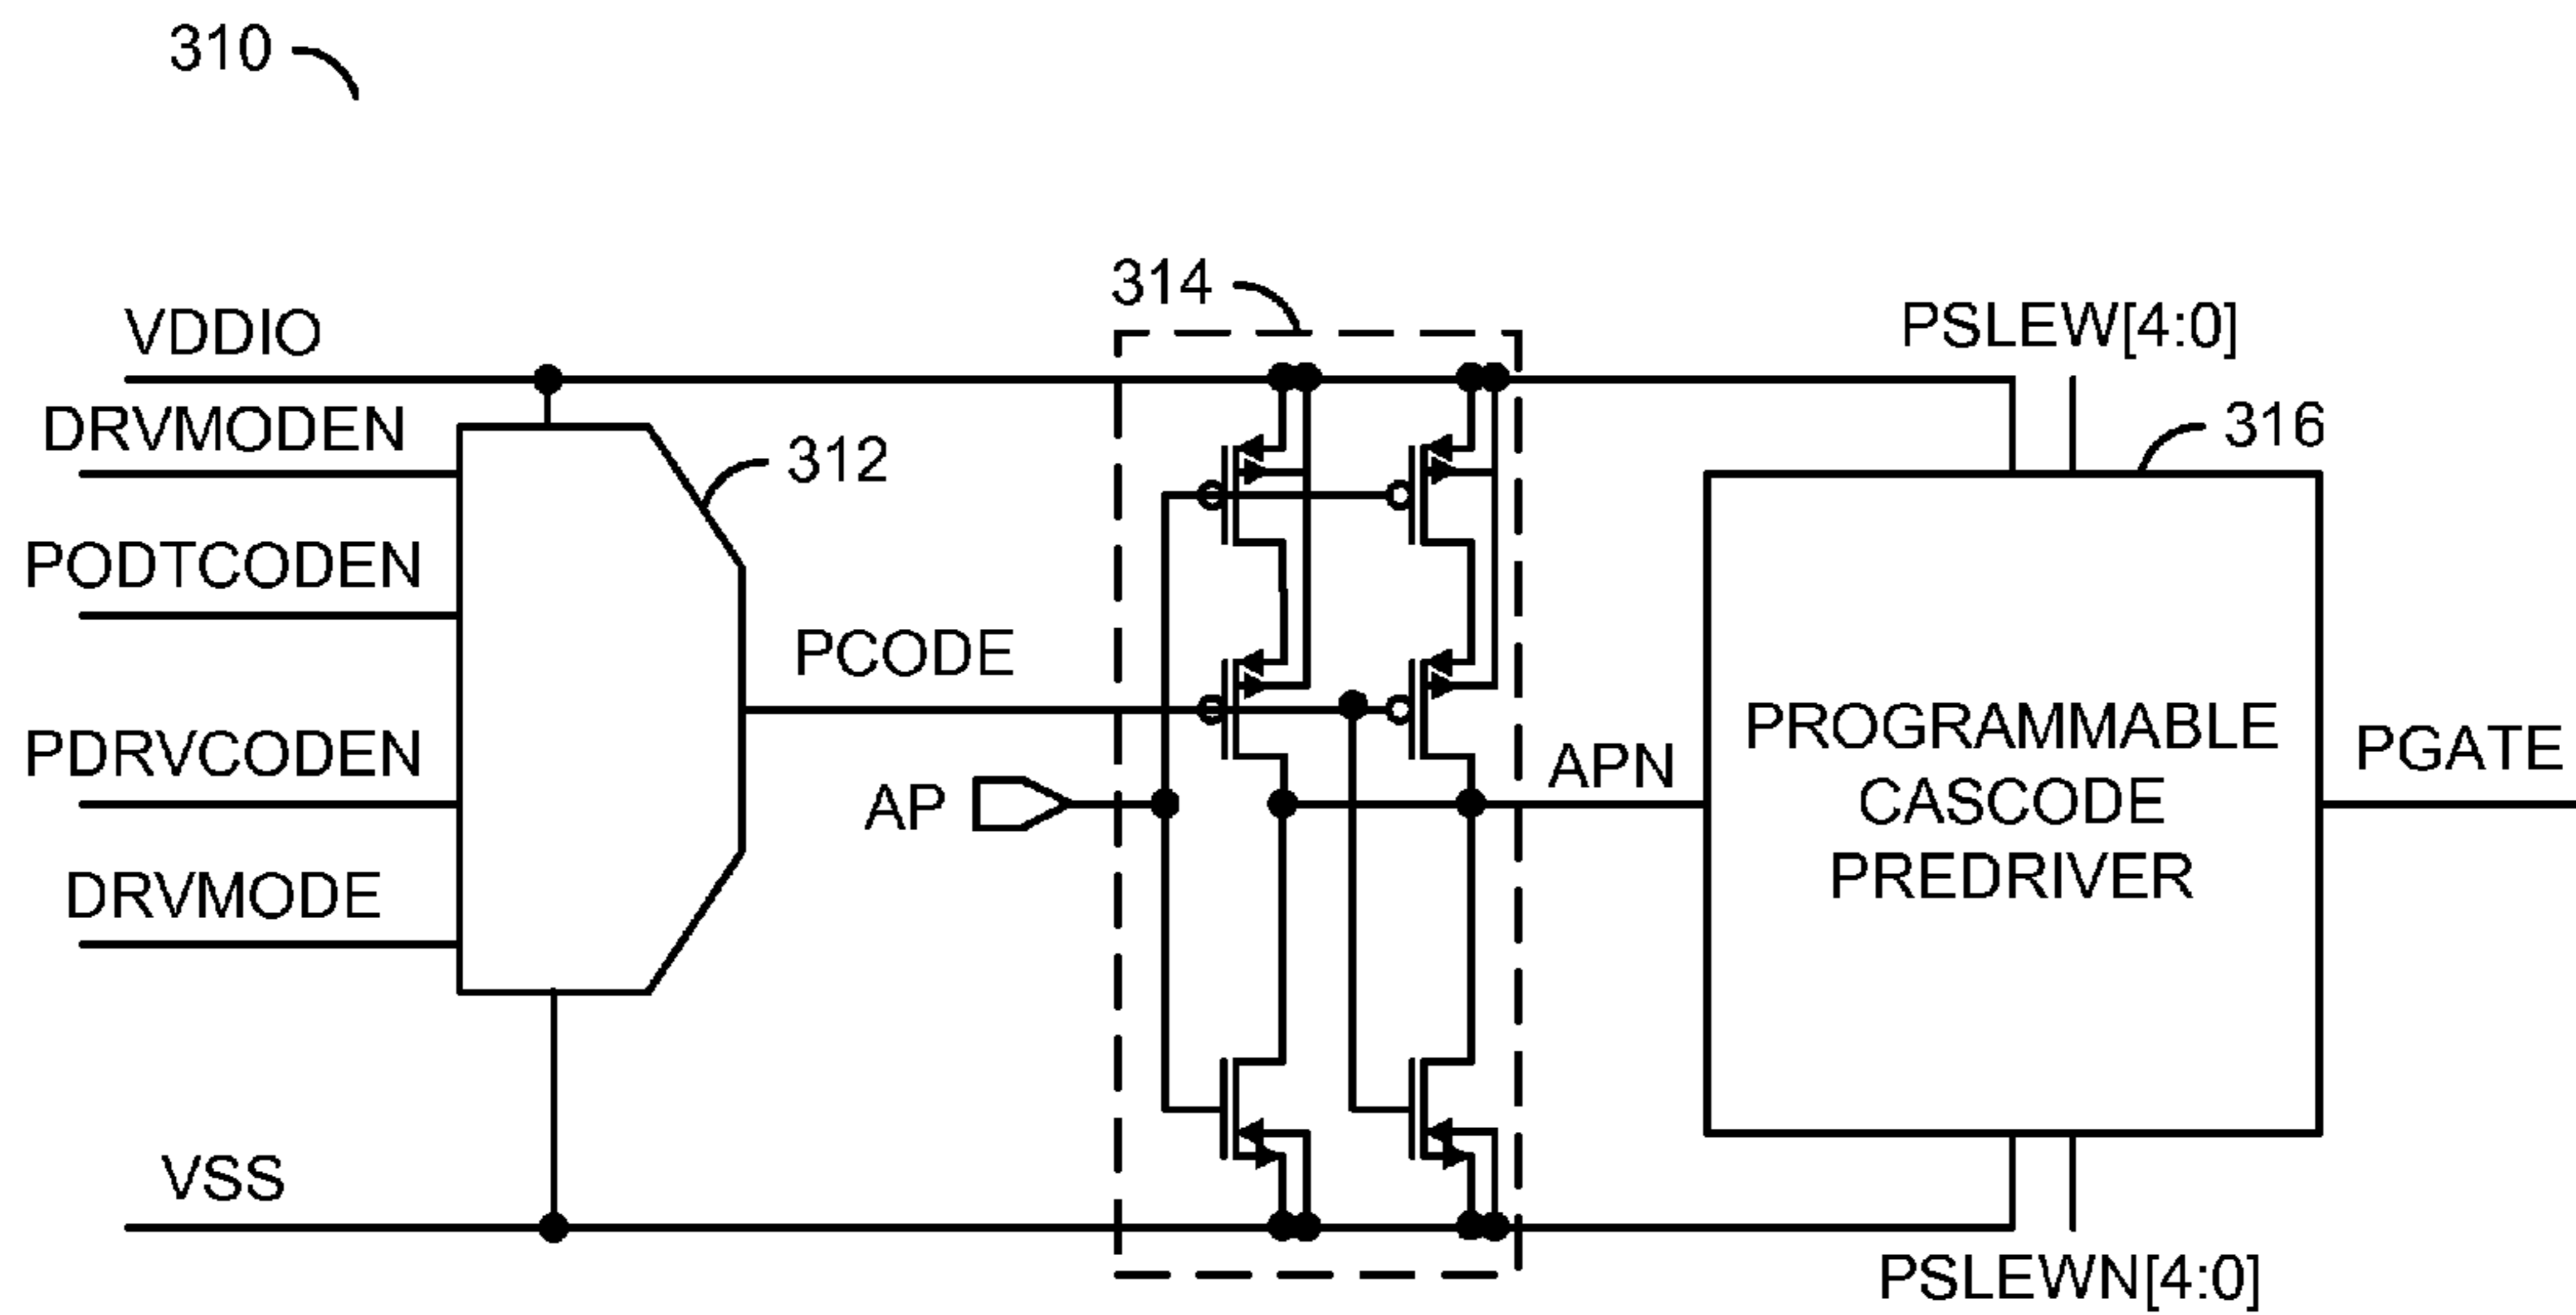 310
314
VDDIO
PSLEW[4:0]
DRVMODEN
312
316
PODTCODEN
PCODE
PDRVCODEN
AP
APN
PROGRAMMABLE
CASCODE
PREDRIVER
PGATE
DRVMODE
VSS
PSLEWN[4:0]